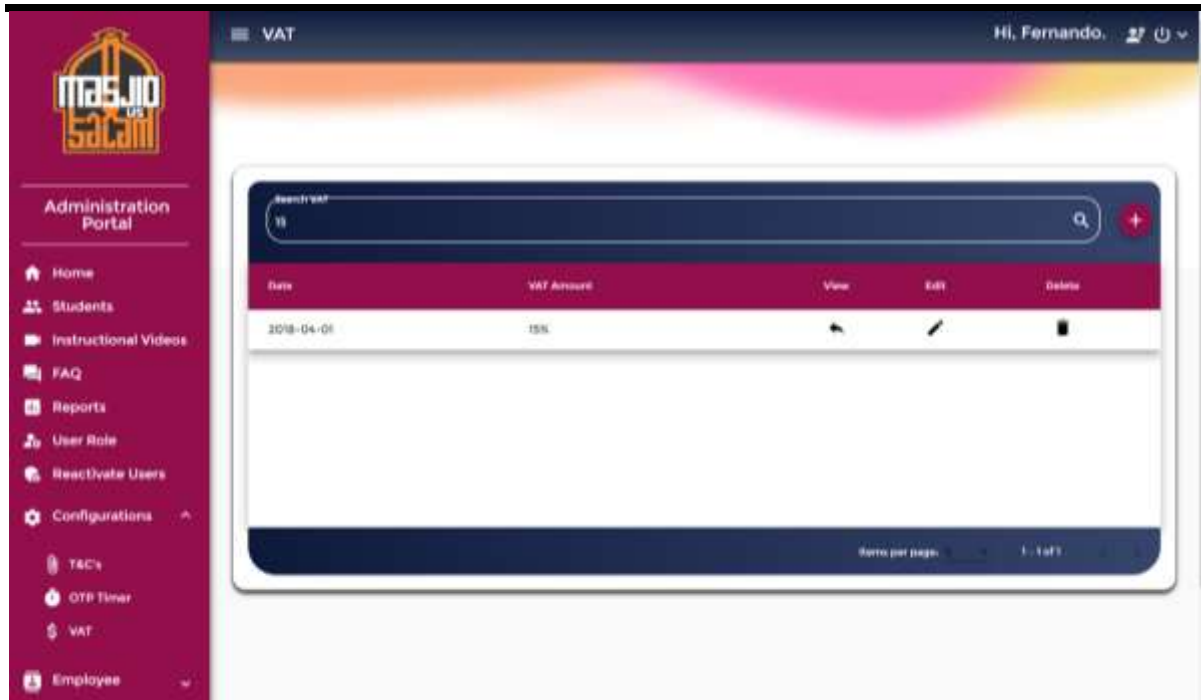 VAT
Hi, Fernando.
masjid
us
salam
Administration
Portal
Home
Students
Instructional Videos
FAQ
Reports
User Role
Reactivate Users
Configurations
T&C's
OTP Timer
$ VAT
Employee
Search VAT
15
+
Date VAT Amount View Edit Delete
2018-04-01 15%
Items per page: 1 - 1 of 1